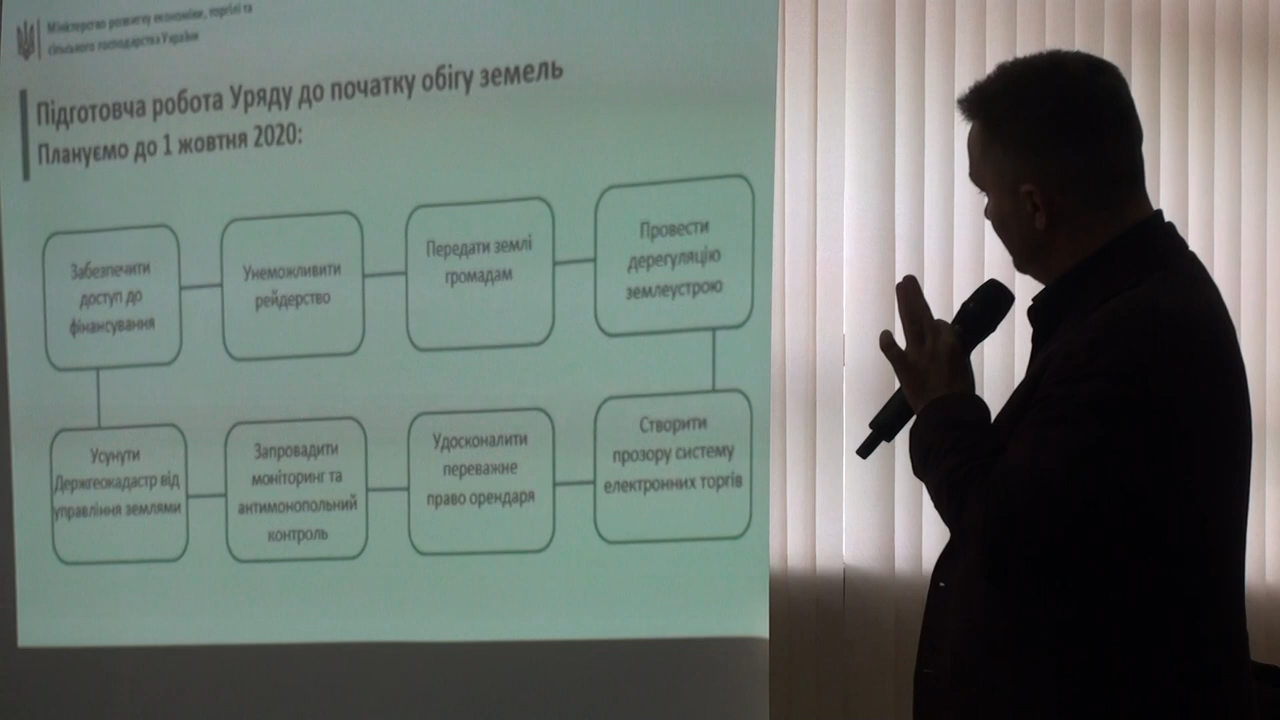 Міністерство розвитку економіки, торгівлі та
сільського господарства України
Підготовча робота Уряду до початку обігу земель
Плануємо до 1 жовтня 2020:
Забезпечити
доступ до
фінансування
Унеможливити
рейдерство
Передати землі
громадам
Провести
дерегуляцію
землеустрою
Усунути
Держгеокадастр від
управління землями
Запровадити
моніторинг та
антимонопольний
контроль
Удосконалити
переважне
право орендаря
Створити
прозору систему
електронних торгів